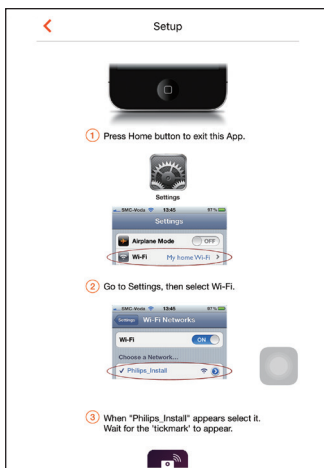 Setup
1 Press Home button to exit this App.
Settings
SMC-Voda 13:45 87%
Settings
Airplane Mode OFF
Wi-Fi My home Wi-Fi
2 Go to Settings, then select Wi-Fi.
SMC-Voda 13:46 87%
Settings Wi-Fi Networks
Wi-Fi ON
Choose a Network...
✓ Philips_Install
3 When "Philips_Install" appears select it.
Wait for the 'tickmark' to appear.